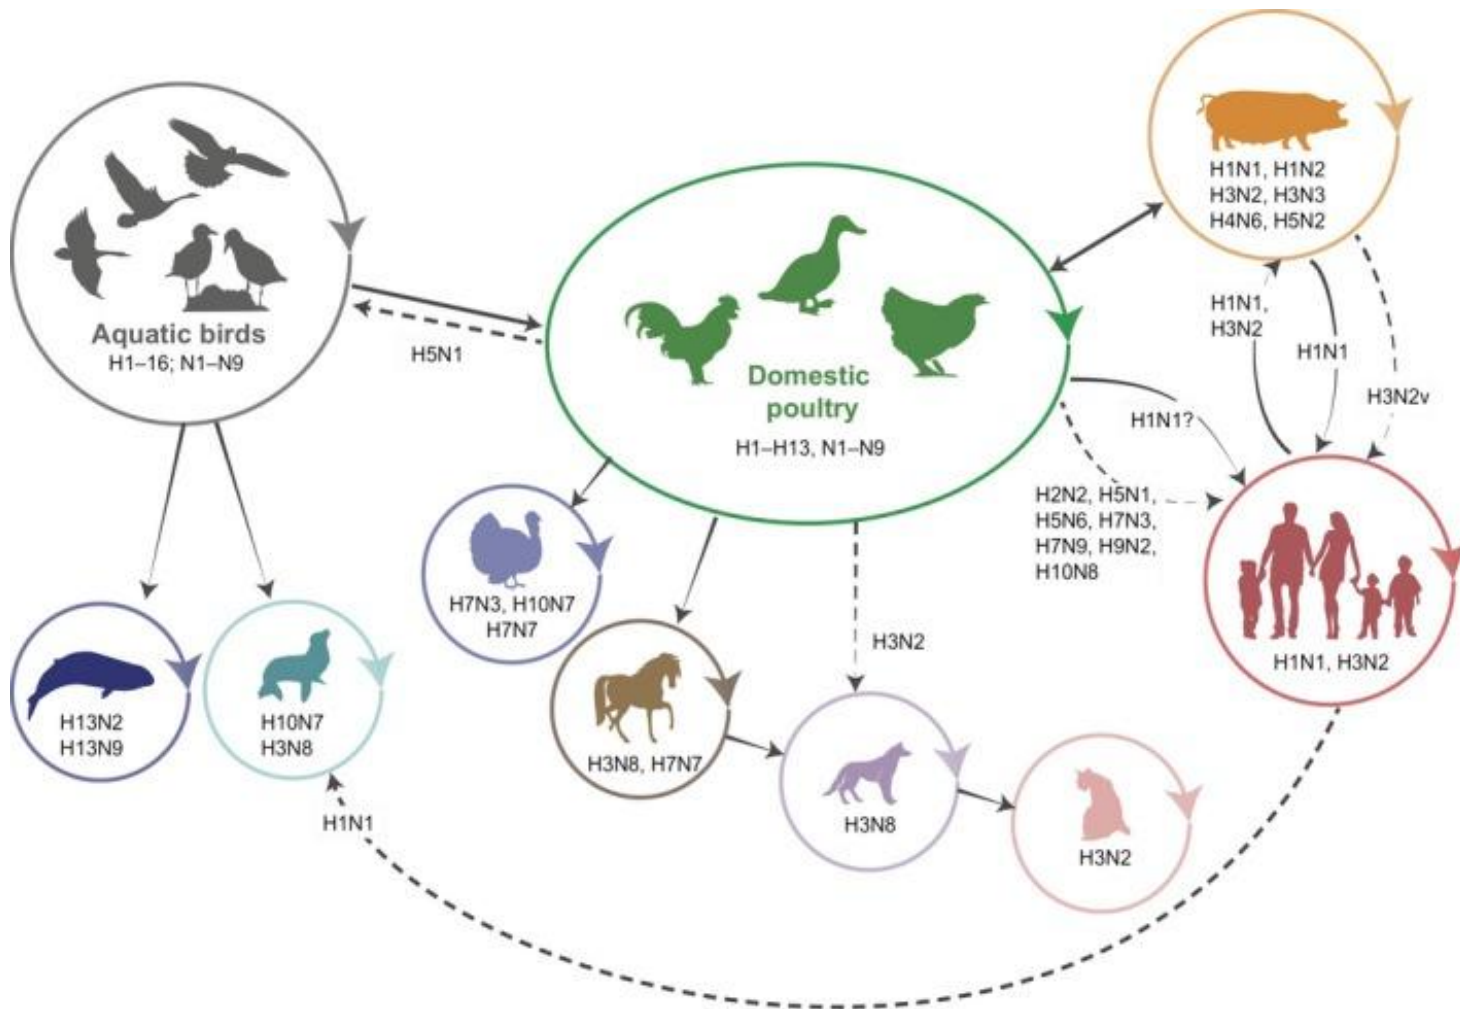 Aquatic birds
H1–16; N1–N9
H5N1
Domestic
poultry
H1–H13, N1–N9
H1N1, H1N2
H3N2, H3N3
H4N6, H5N2
H1N1,
H3N2
H1N1
H3N2v
H1N1?
H2N2, H5N1,
H5N6, H7N3,
H7N9, H9N2,
H10N8
H1N1, H3N2
H7N3, H10N7
H7N7
H3N2
H13N2
H13N9
H10N7
H3N8
H3N8, H7N7
H3N8
H3N2
H1N1